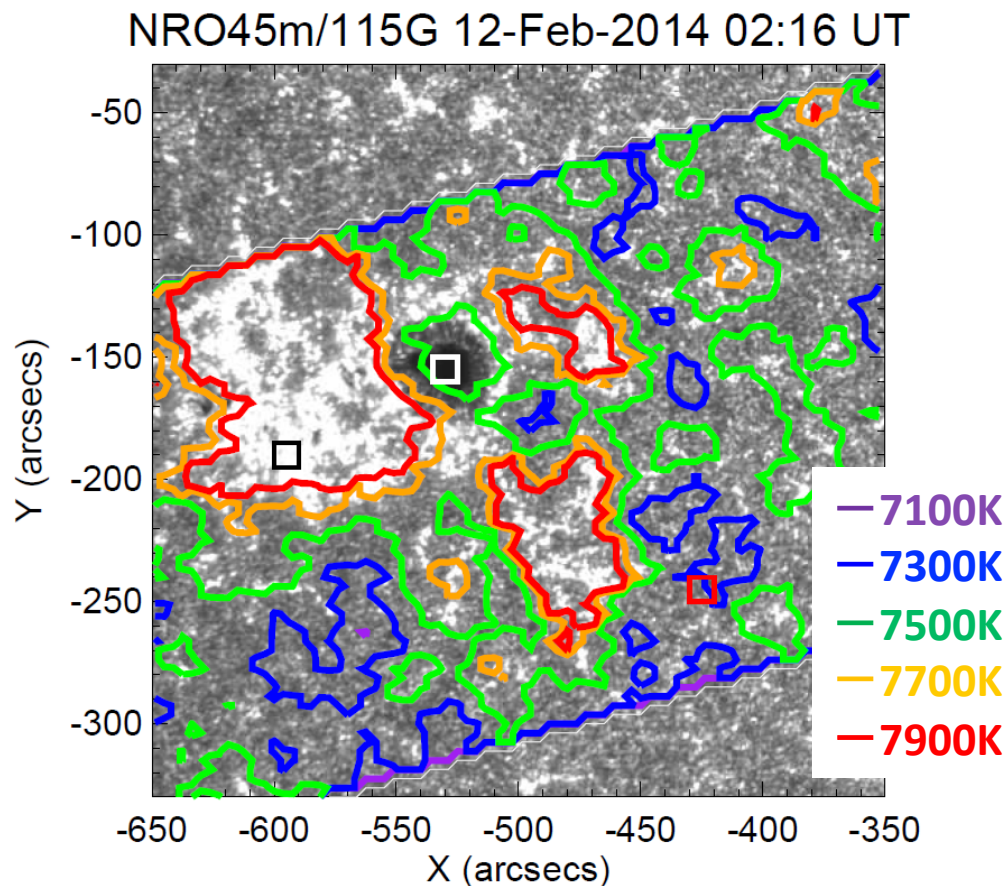 NRO45m/115G 12-Feb-2014 02:16 UT
-50
-100
-150
-200
-250
-300
Y (arcsecs)
7100K
7300K
7500K
7700K
7900K
-650 -600 -550 -500 -450 -400 -350
X (arcsecs)